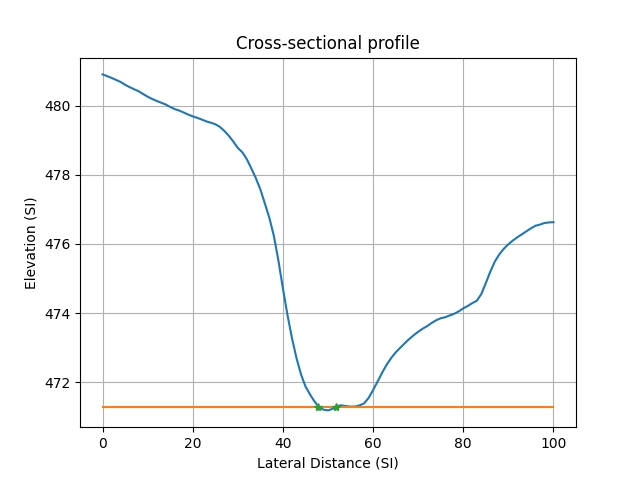 Cross-sectional profile
Elevation (SI)
480
478
476
474
472
0 20 40 60 80 100
Lateral Distance (SI)